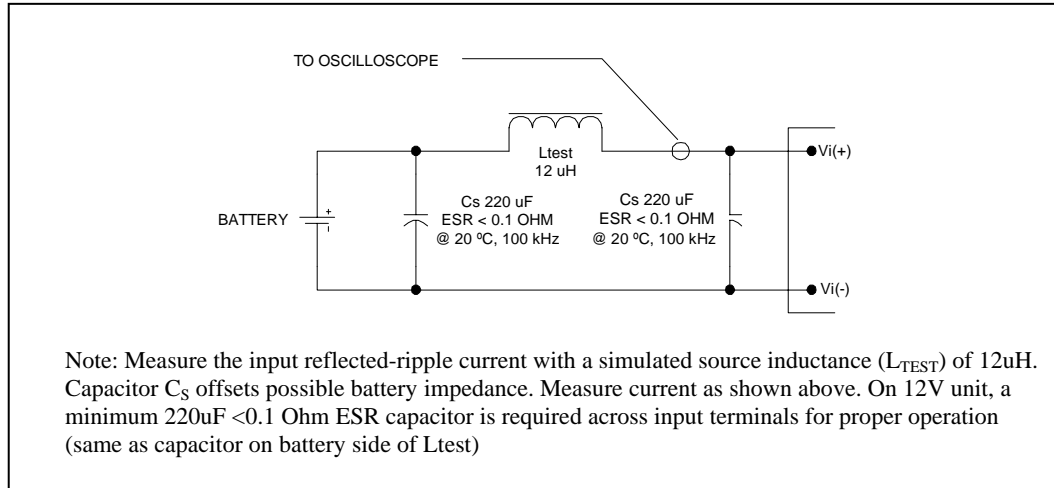 TO OSCILLOSCOPE
Ltest
12 uH
Vi(+)
Cs 220 uF
ESR < 0.1 OHM
@ 20 ºC, 100 kHz
Cs 220 uF
ESR < 0.1 OHM
@ 20 ºC, 100 kHz
BATTERY
+
-
Vi(-)
Note: Measure the input reflected-ripple current with a simulated source inductance (LTEST) of 12uH.
Capacitor CS offsets possible battery impedance. Measure current as shown above. On 12V unit, a
minimum 220uF <0.1 Ohm ESR capacitor is required across input terminals for proper operation
(same as capacitor on battery side of Ltest)